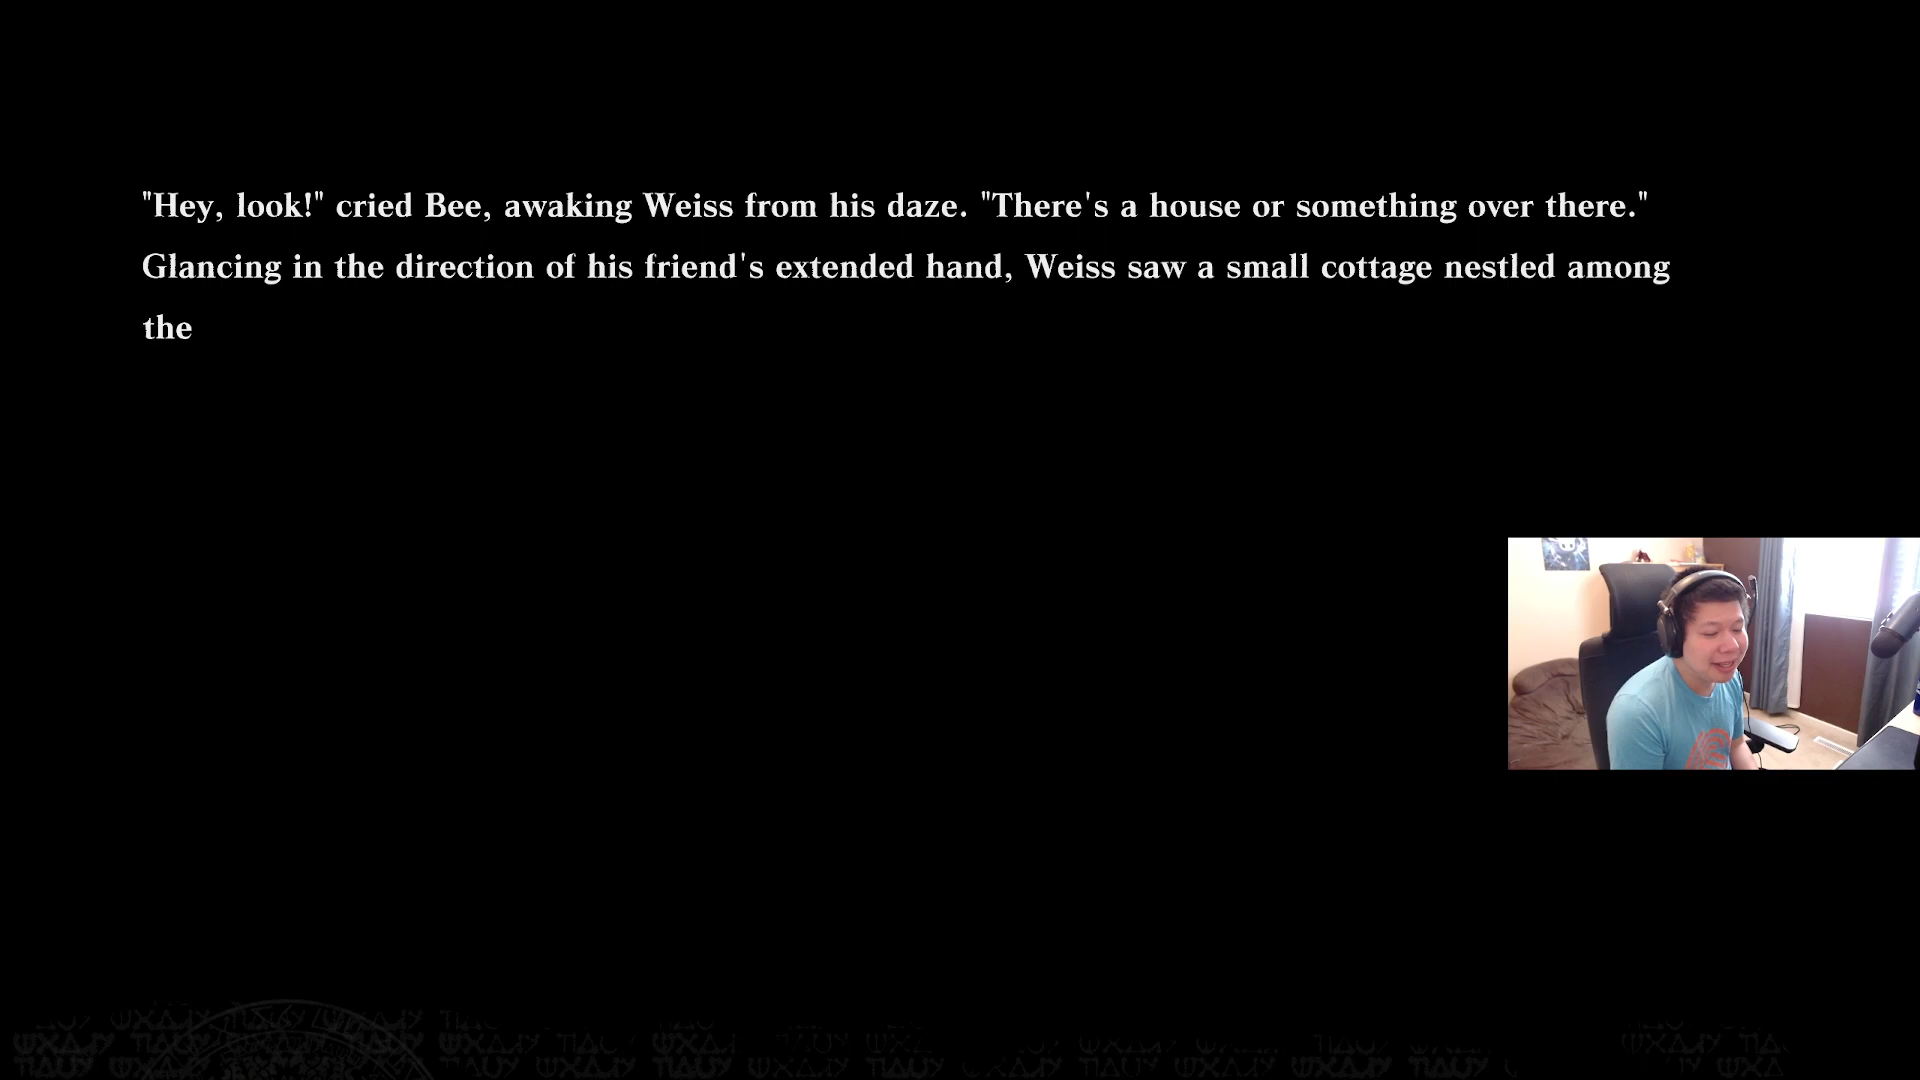 "Hey, look!" cried Bee, awaking Weiss from his daze. "There's a house or something over there."
Glancing in the direction of his friend's extended hand, Weiss saw a small cottage nestled among
the